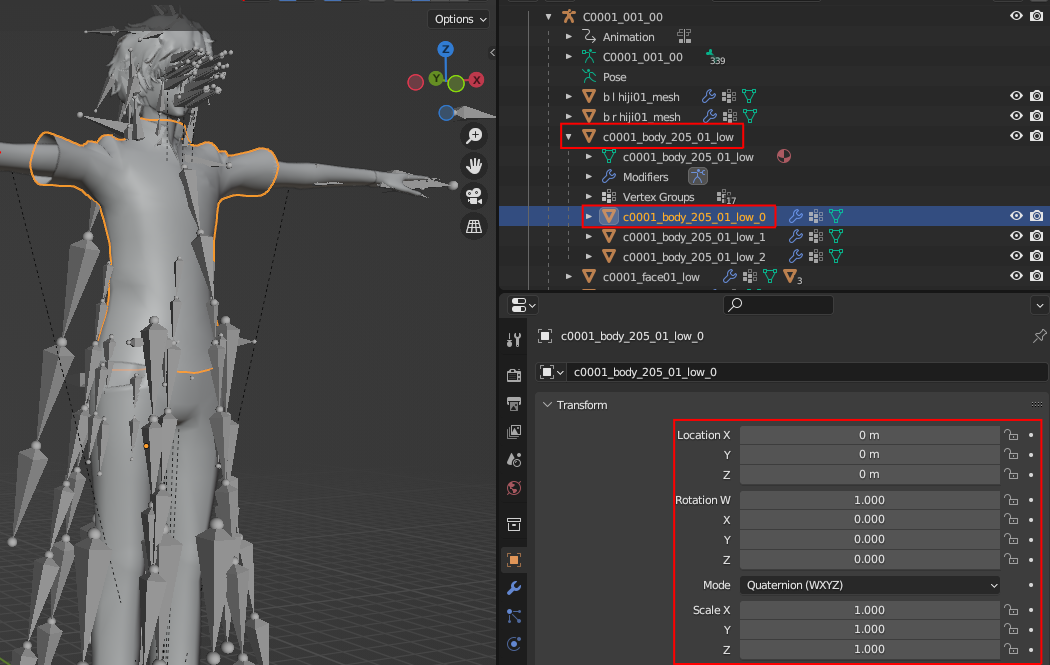 Options
Z
Y
X
C0001_001_00
Animation
C0001_001_00
339
Pose
b l hiji01_mesh
b r hiji01_mesh
c0001_body_205_01_low
c0001_body_205_01_low
Modifiers
Vertex Groups
17
c0001_body_205_01_low_0
c0001_body_205_01_low_1
c0001_body_205_01_low_2
c0001_face01_low
3
c0001_body_205_01_low_0
c0001_body_205_01_low_0
Transform
Location X 0 m
Y 0 m
Z 0 m
Rotation W 1.000
X 0.000
Y 0.000
Z 0.000
Mode Quaternion (WXYZ)
Scale X 1.000
Y 1.000
Z 1.000